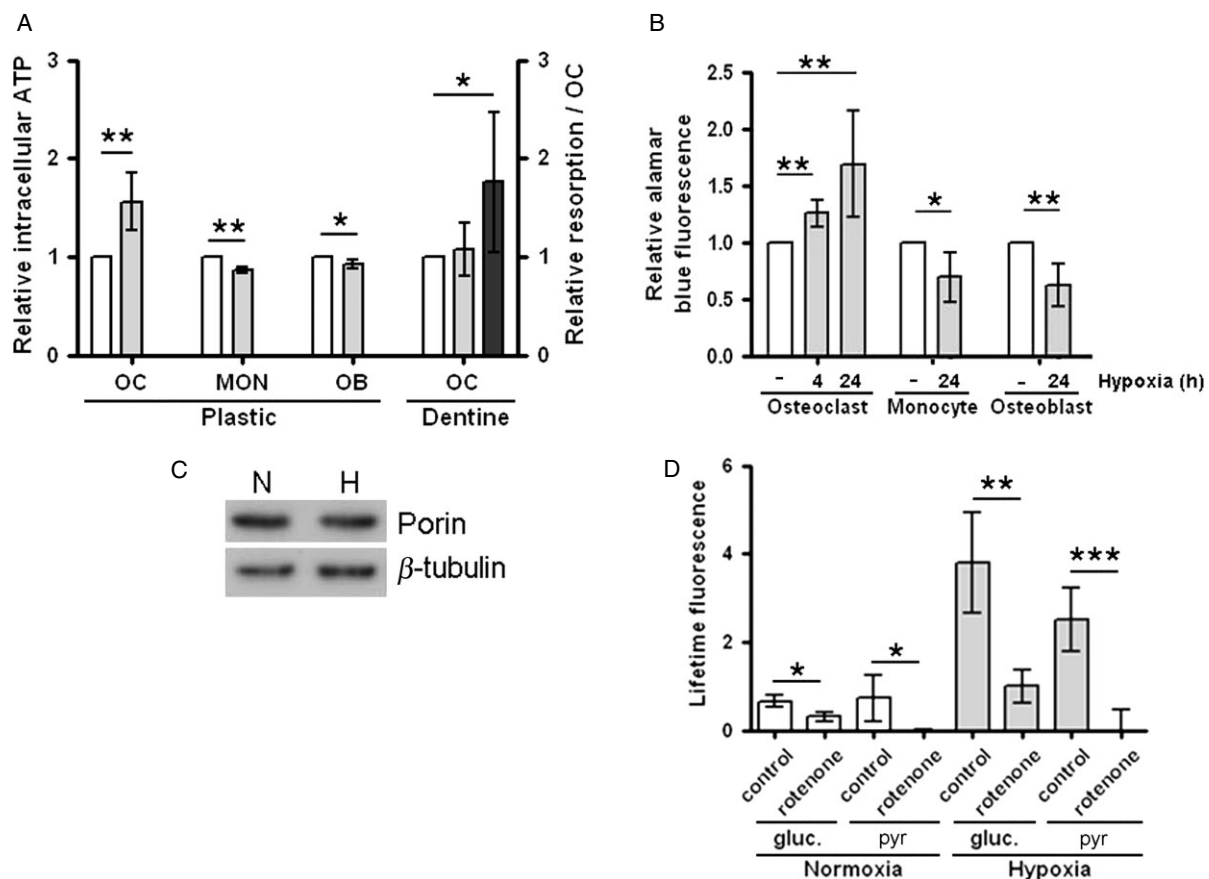 A
Relative intracellular ATP
3
2
1
0
**
**
*
*
3
2
1
0
Relative resorption / OC
OC MON OB OC
Plastic Dentine
B
Relative alamar
blue fluorescence
2.5
2.0
1.5
1.0
0.5
0.0
**
**
*
**
- 4 24 - 24 - 24 Hypoxia (h)
Osteoclast Monocyte Osteoblast
C
N H
Porin
β-tubulin
D
Lifetime fluorescence
6
4
2
0
*
*
**
***
control rotenone control rotenone control rotenone control rotenone
gluc. pyr gluc. pyr
Normoxia Hypoxia